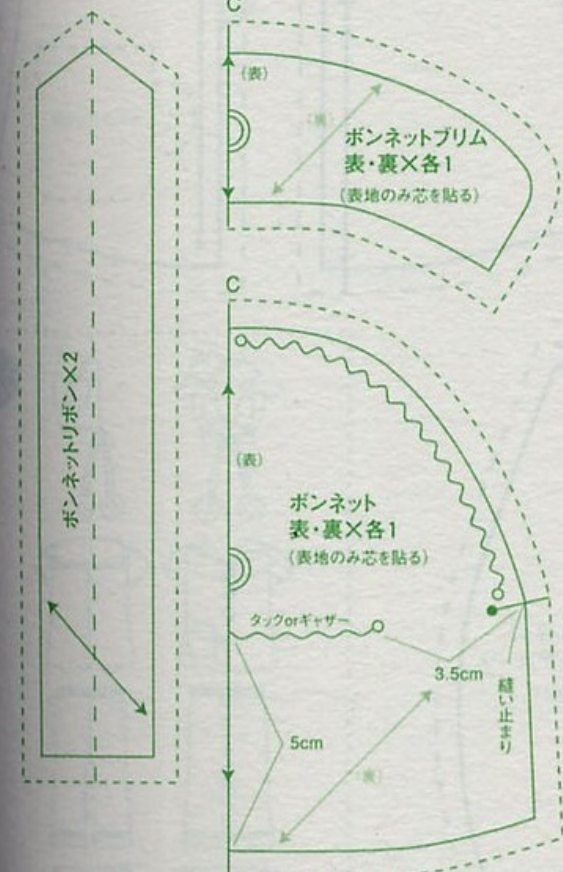 ボンネットリボン×2
C
(表)
(裏)
ボンネットブリム
表・裏×各1
(表地のみ芯を貼る)
C
(表)
ボンネット
表・裏×各1
(表地のみ芯を貼る)
タックorギャザー
3.5cm
縫い止まり
5cm
(裏)